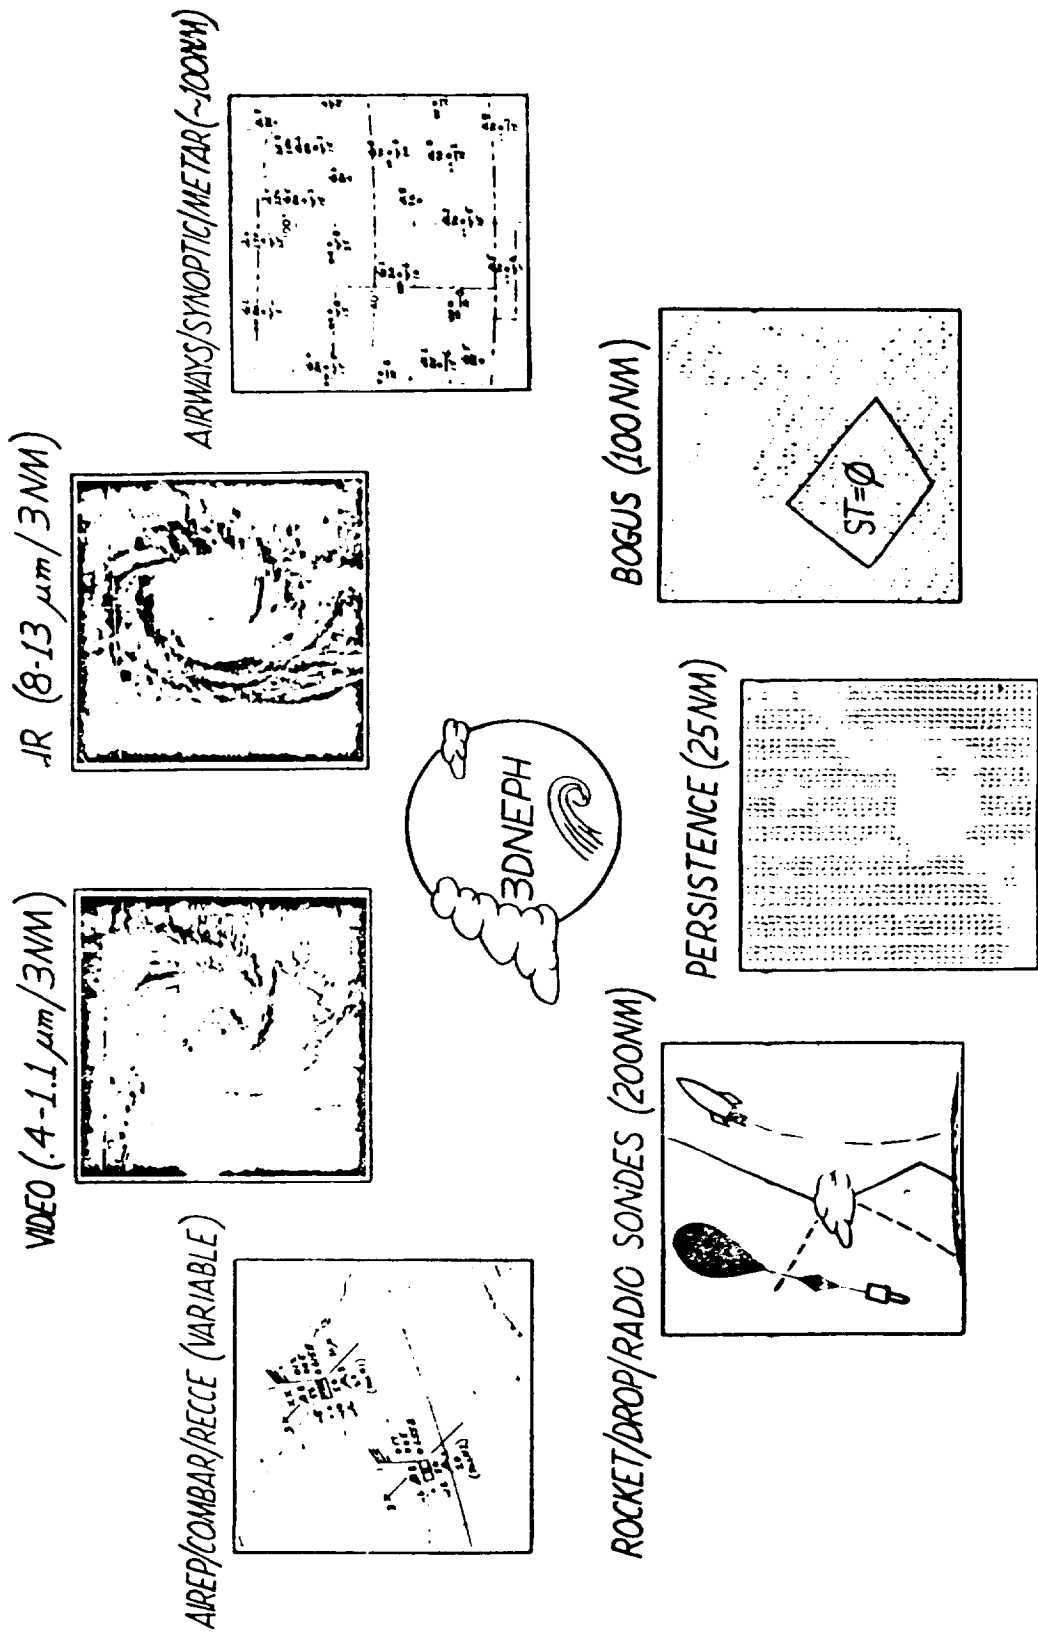 VIDEO (.4-1.1 µm/3NM)
IR (8-13 µm/3NM)
AIREP/COMBAR/RECCE (VARIABLE)
AIRWAYS/SYNOPTIC/METAR (~100NM)
3DNEPH
ROCKET/DROP/RADIO SONDES (200NM)
PERSISTENCE (25NM)
BOGUS (100NM)
ST=Ø